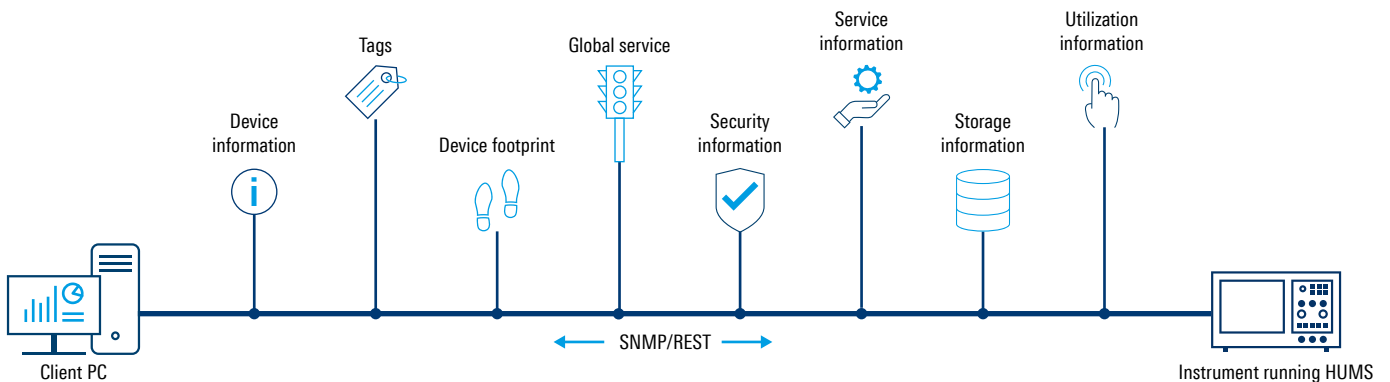 Service
information
Utilization
information
Tags
Global service
Device
information
Device footprint
Security
information
Storage
information
i
SNMP/REST
Client PC
Instrument running HUMS